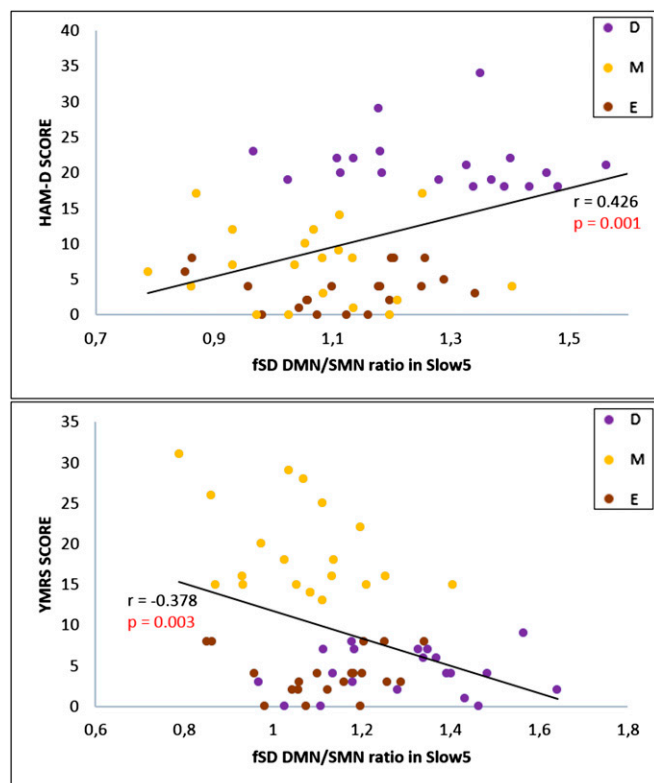 40
35
30
25
20
15
10
5
0
HAM-D SCORE
D
M
E
r = 0.426
p = 0.001
0,7 0,9 1,1 1,3 1,5
fSD DMN/SMN ratio in Slow5
35
30
25
20
15
10
5
0
YMRS SCORE
D
M
E
r = -0.378
p = 0.003
0,6 0,8 1 1,2 1,4 1,6 1,8
fSD DMN/SMN ratio in Slow5